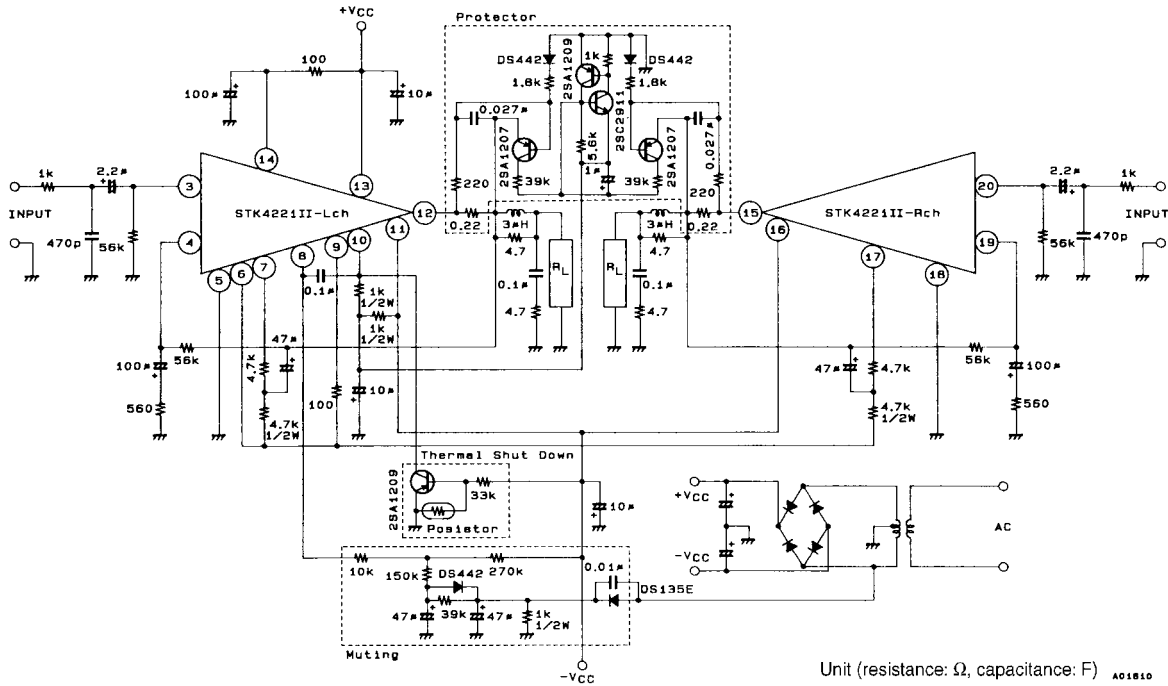 Protector
+VCC
DS442
1k
DS442
100
2SA1209
1.8k
1.8k
100μ
10μ
2SC2911
0.027μ
0.027μ
2SA1207
5.6k
2SA1207
14
1k
2.2μ
3
13
1μ
20
2.2μ
1k
220
39k
39k
220
INPUT
STK4221II-Lch
12
15
STK4221II-Rch
INPUT
0.22
3μH
3μH
0.22
470p
56k
4
11
16
19
56k
470p
10
9
4.7
RL
RL
4.7
8
17
7
6
5
0.1μ
1k
1/2W
0.1μ
0.1μ
18
1k
1/2W
4.7
4.7
47μ
56k
56k
100μ
4.7k
10μ
47μ
4.7k
100μ
560
100
560
4.7k
1/2W
4.7k
1/2W
Thermal Shut Down
2SA1209
33k
10μ
+VCC
AC
Posistor
-VCC
10k
270k
0.01μ
150k
DS442
DS135E
39k
1k
1/2W
47μ
47μ
Muting
-VCC
Unit (resistance: Ω, capacitance: F)
A01810